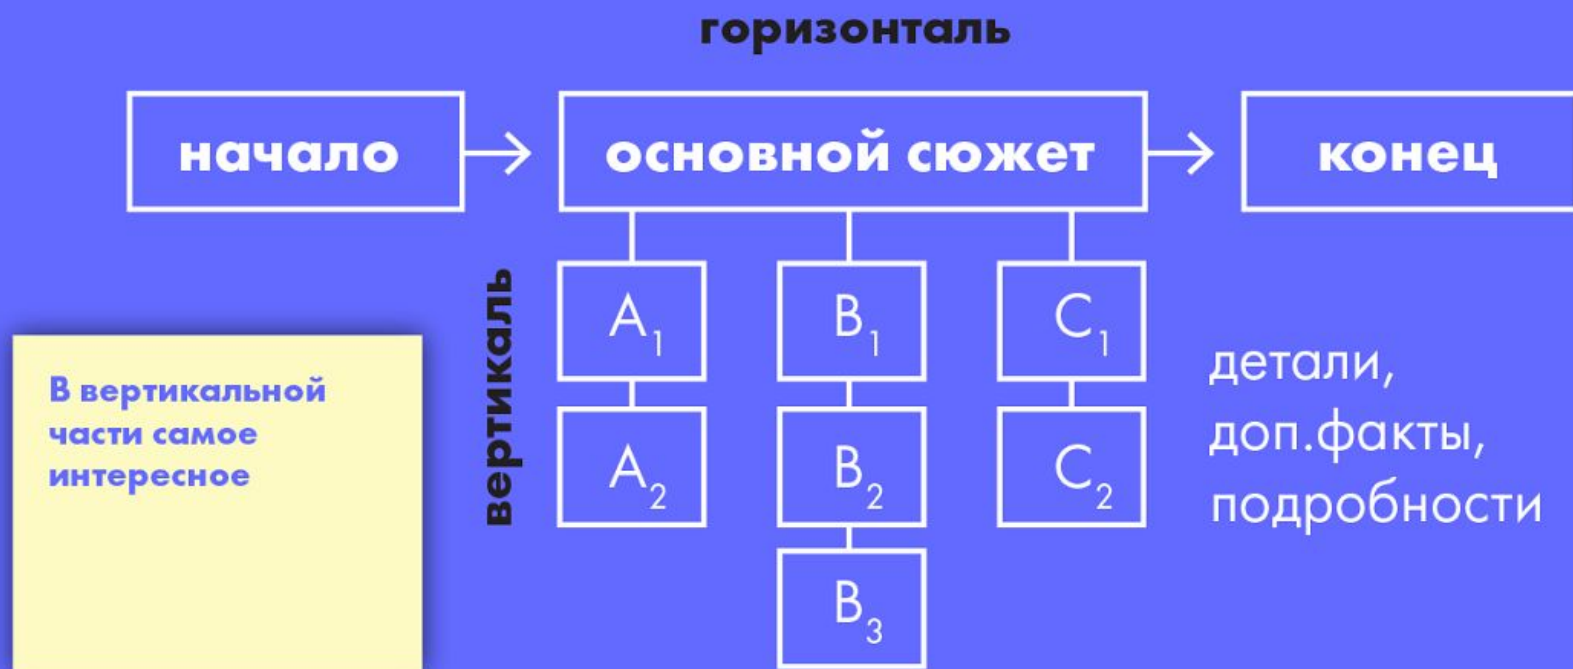 горизонталь
начало
основной сюжет
конец
вертикаль
A₁
B₁
C₁
A₂
B₂
C₂
B₃
детали,
доп.факты,
подробности
В вертикальной
части самое
интересное